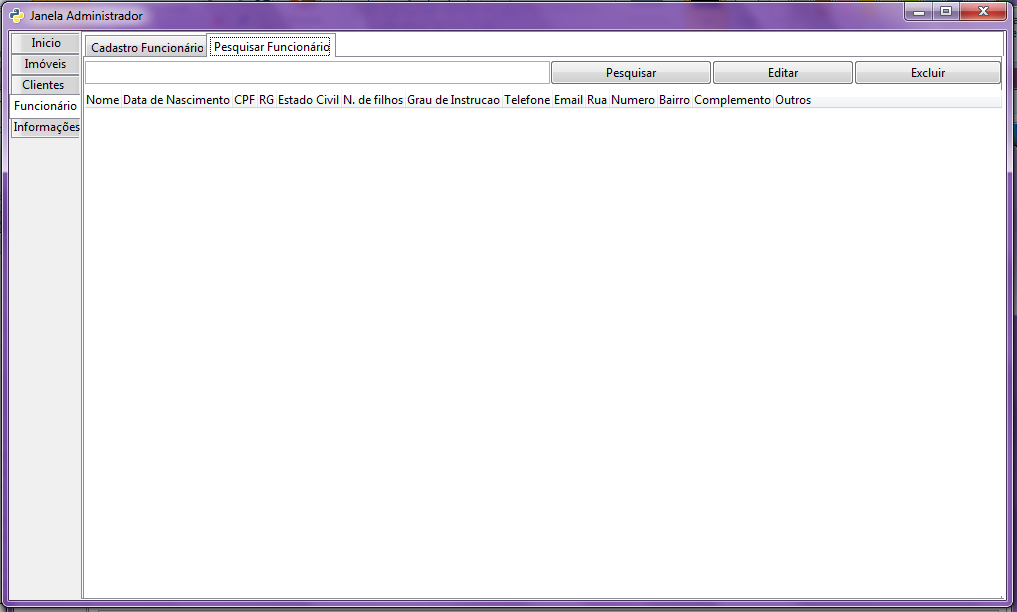 Janela Administrador
Inicio
Imóveis
Clientes
Funcionário
Informações
Cadastro Funcionário
Pesquisar Funcionário
Pesquisar
Editar
Excluir
Nome Data de Nascimento CPF RG Estado Civil N. de filhos Grau de Instrucao Telefone Email Rua Numero Bairro Complemento Outros